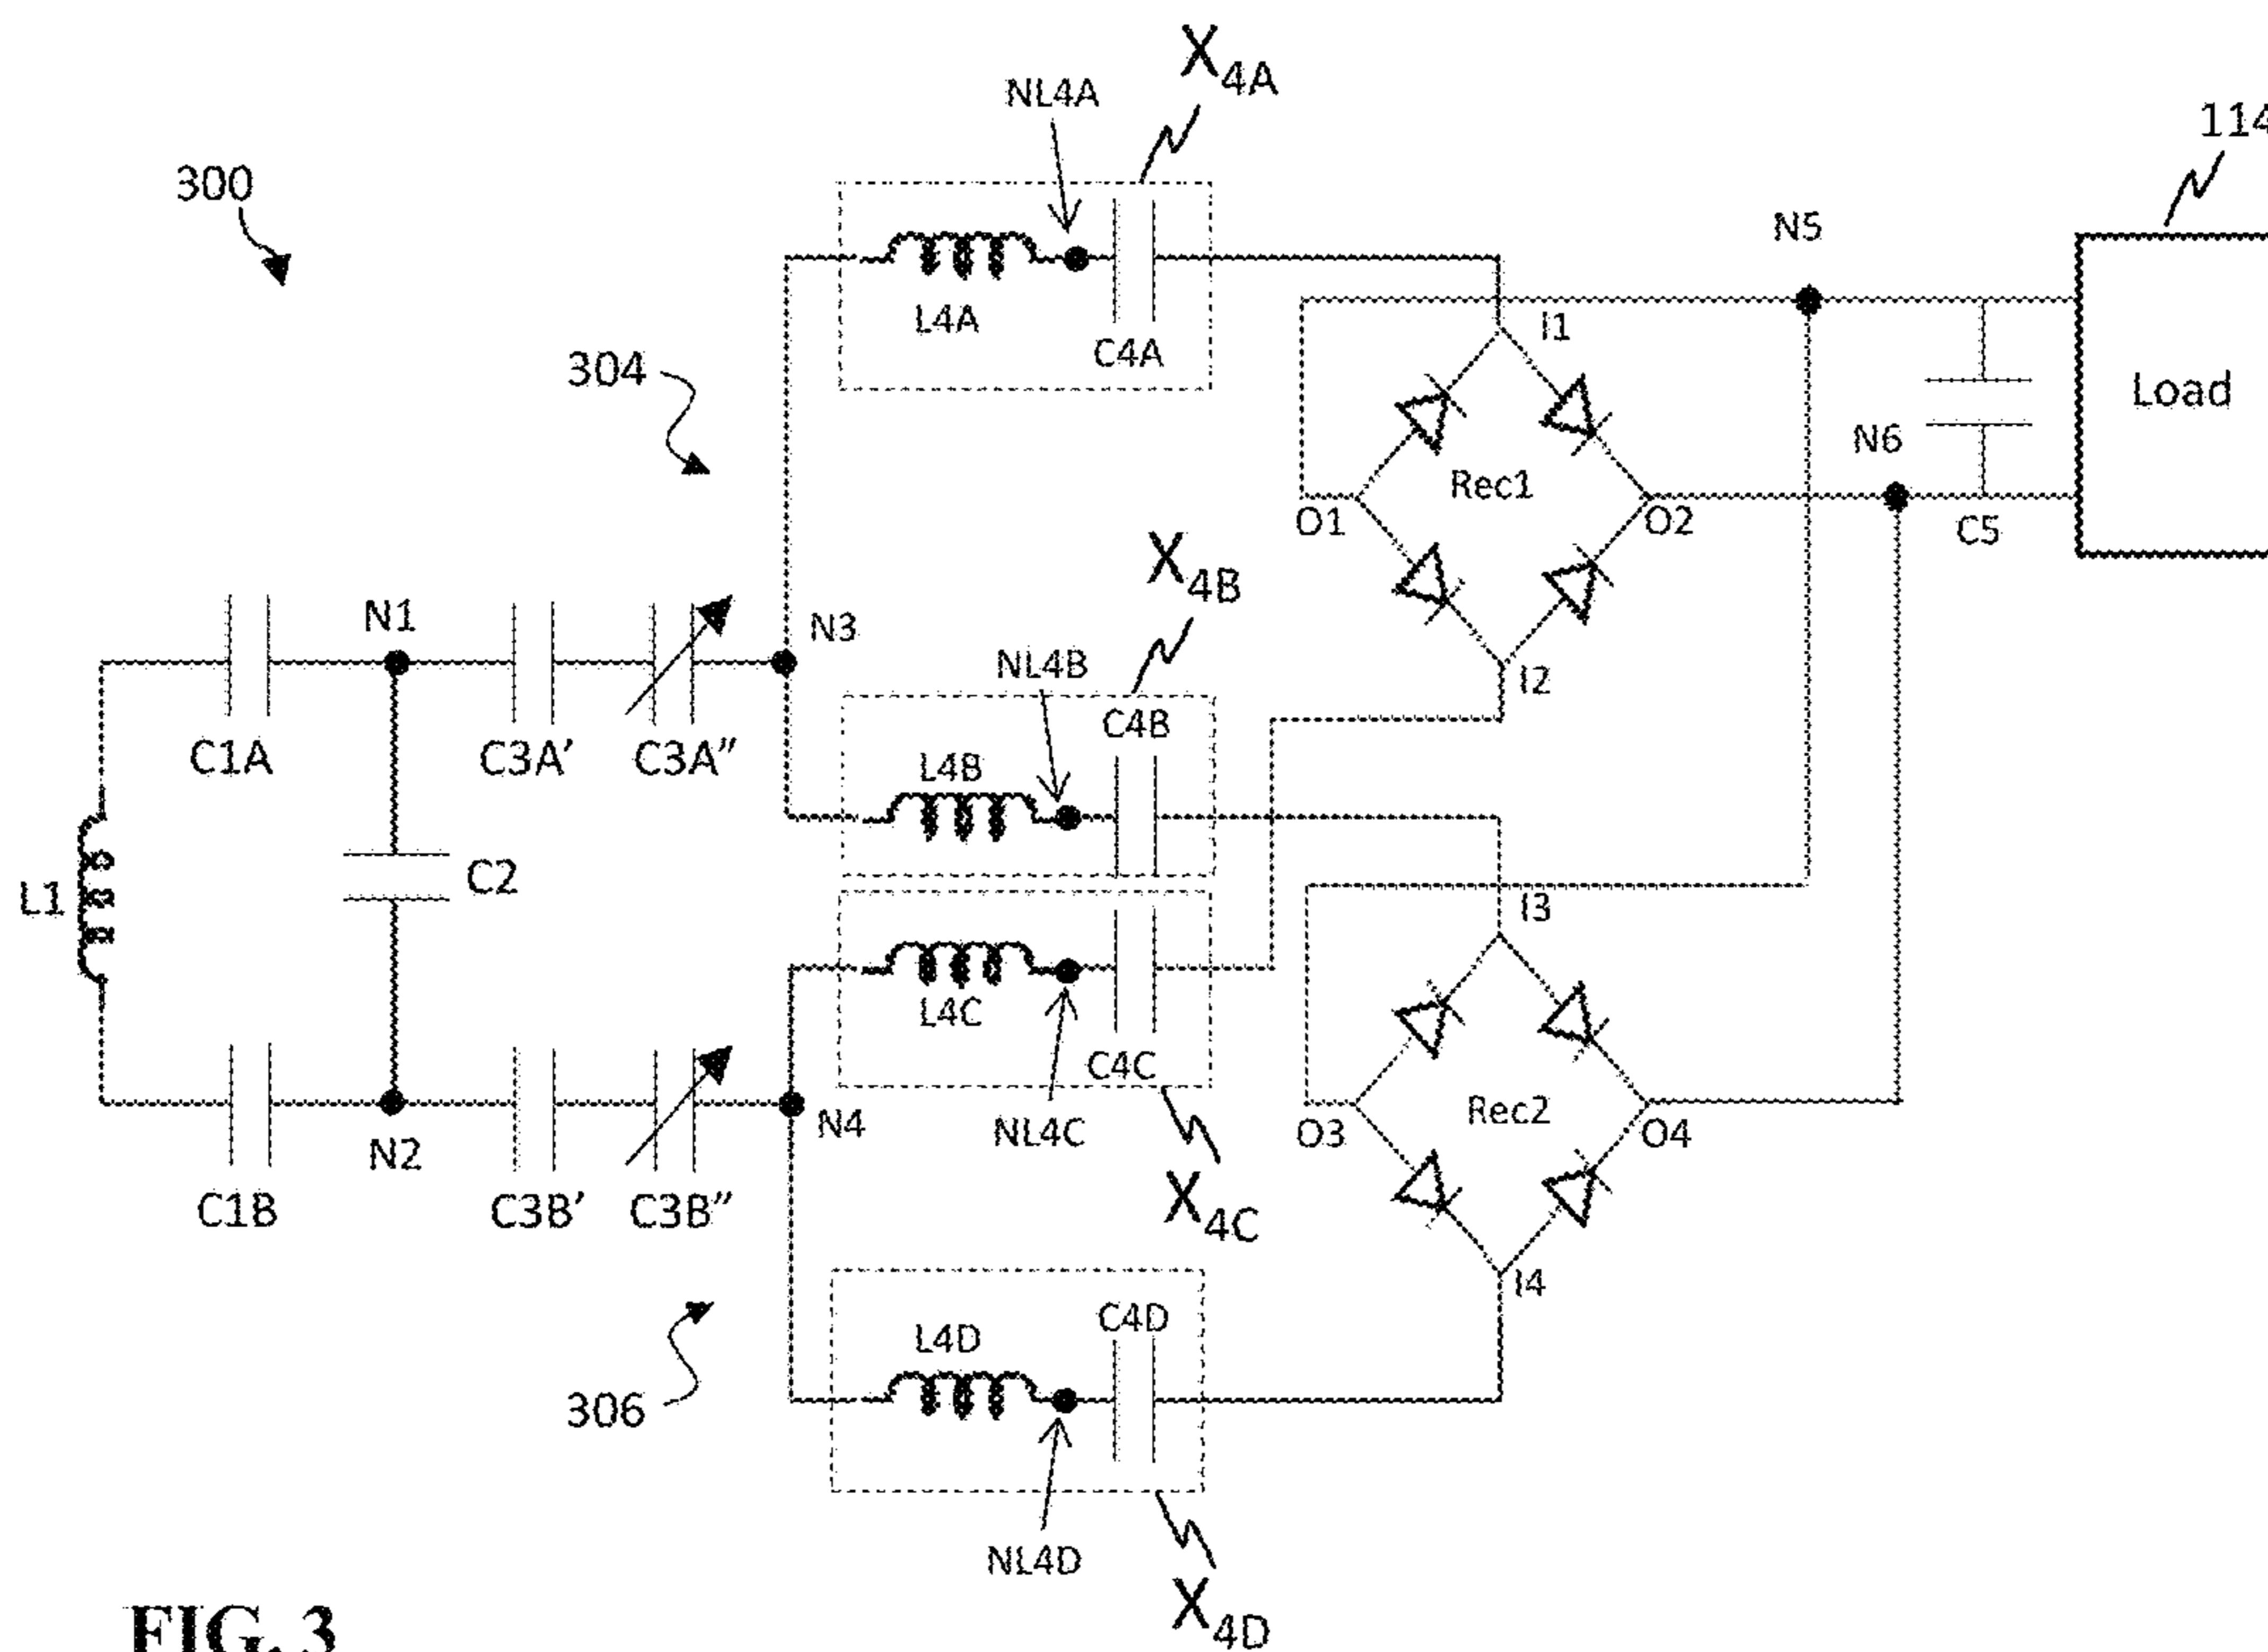 X4A
NL4A
114
300
N5
L4A
I1
C4A
304
Load
N6
Rec1
O1
O2
C5
X4B
N1
N3
NL4B
I2
C4B
C1A
C3A'
C3A"
L4B
C2
L1
I3
L4C
C4C
Rec2
N4
NL4C
O3
O4
N2
C1B
C3B'
C3B"
X4C
I4
C4D
L4D
306
NL4D
X4D
FIG. 3